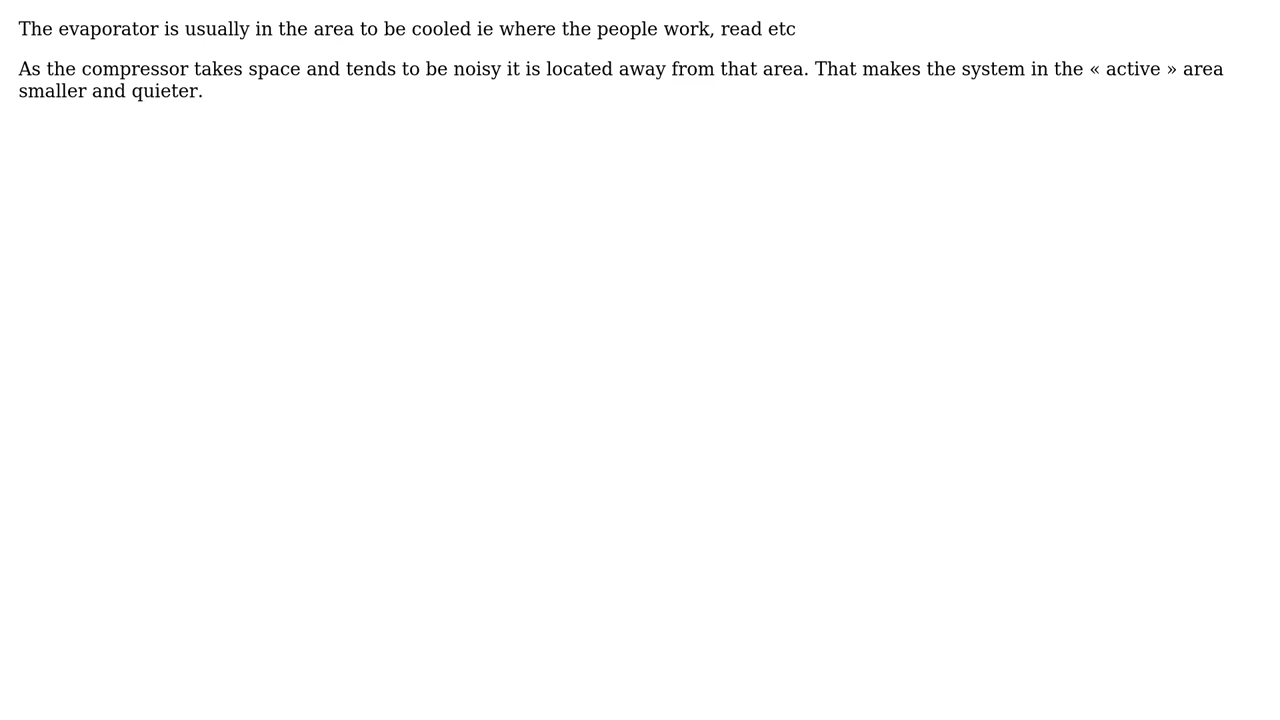 The evaporator is usually in the area to be cooled ie where the people work, read etc
As the compressor takes space and tends to be noisy it is located away from that area. That makes the system in the « active » area
smaller and quieter.